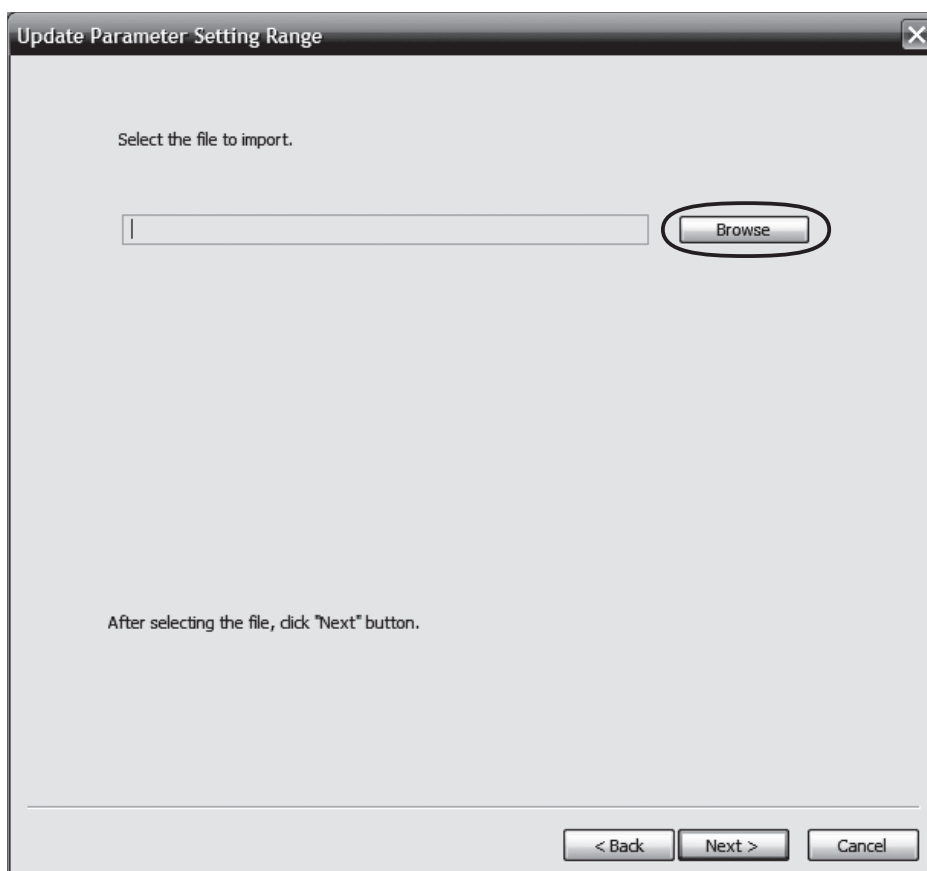 Update Parameter Setting Range
Select the file to import.
Browse
After selecting the file, click "Next" button.
< Back Next > Cancel